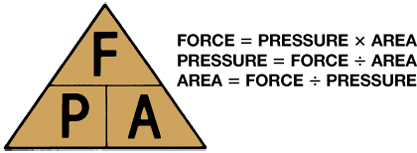 F
P A
FORCE = PRESSURE × AREA
PRESSURE = FORCE ÷ AREA
AREA = FORCE ÷ PRESSURE